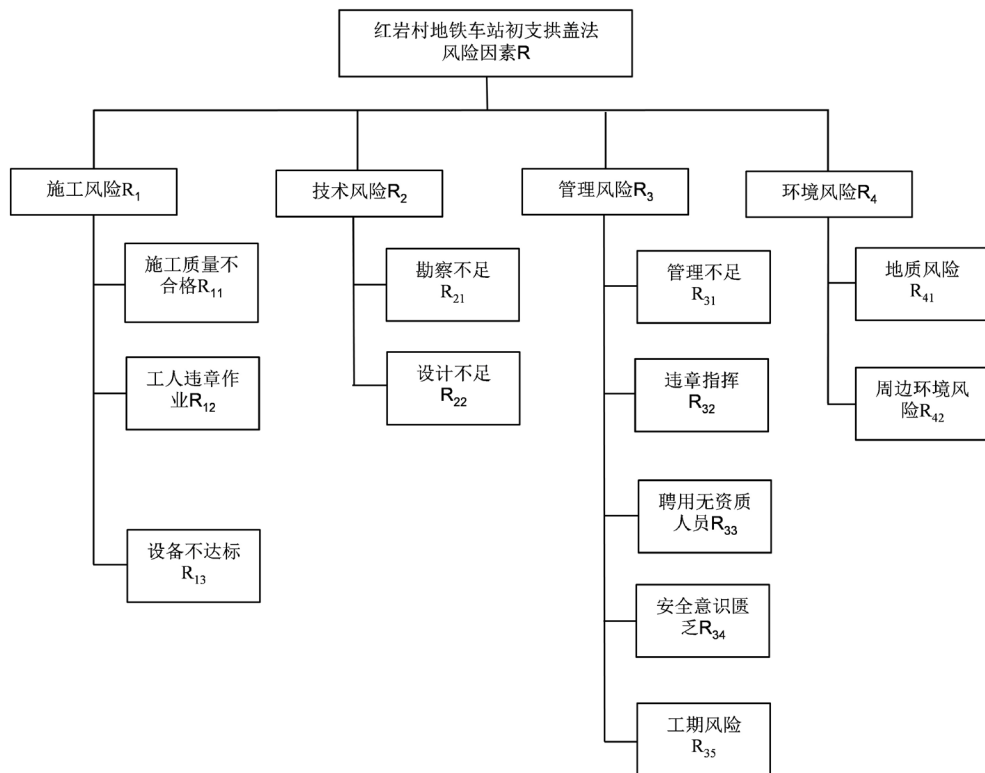 红岩村地铁车站初支拱盖法
风险因素R
施工风险R₁
技术风险R₂
管理风险R₃
环境风险R₄
施工质量不
合格R₁₁
工人违章作
业R₁₂
设备不达标
R₁₃
勘察不足
R₂₁
设计不足
R₂₂
管理不足
R₃₁
违章指挥
R₃₂
聘用无资质
人员R₃₃
安全意识匮
乏R₃₄
工期风险
R₃₅
地质风险
R₄₁
周边环境风
险R₄₂